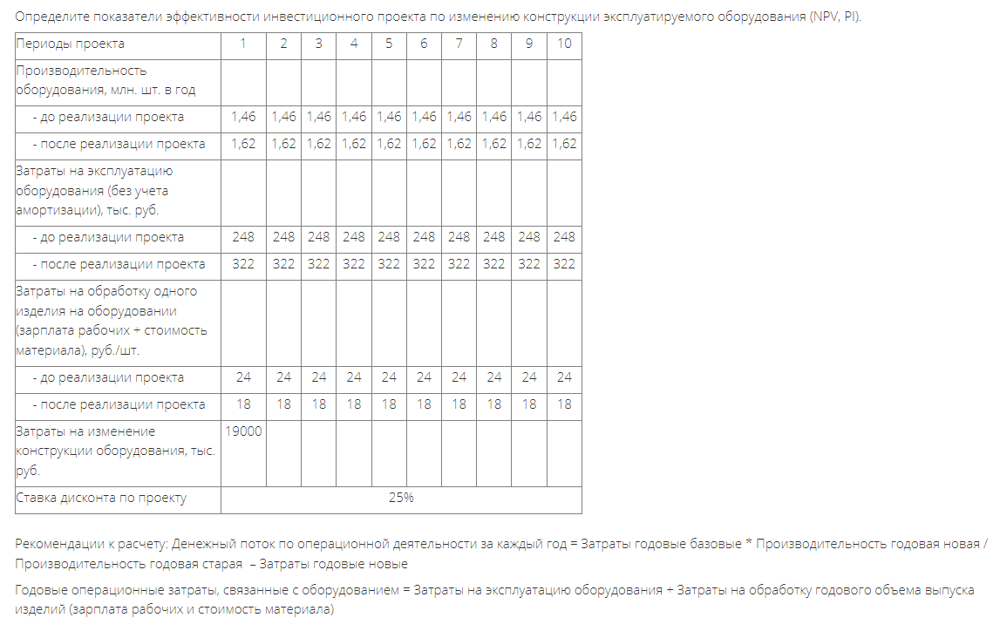 Определите показатели эффективности инвестиционного проекта по изменению конструкции эксплуатируемого оборудования (NPV, PI).
Периоды проекта 1 2 3 4 5 6 7 8 9 10
Производительность
оборудования, млн. шт. в год
- до реализации проекта 1,46 1,46 1,46 1,46 1,46 1,46 1,46 1,46 1,46 1,46
- после реализации проекта 1,62 1,62 1,62 1,62 1,62 1,62 1,62 1,62 1,62 1,62
Затраты на эксплуатацию
оборудования (без учета
амортизации), тыс. руб.
- до реализации проекта 248 248 248 248 248 248 248 248 248 248
- после реализации проекта 322 322 322 322 322 322 322 322 322 322
Затраты на обработку одного
изделия на оборудовании
(зарплата рабочих + стоимость
материала), руб./шт.
- до реализации проекта 24 24 24 24 24 24 24 24 24 24
- после реализации проекта 18 18 18 18 18 18 18 18 18 18
Затраты на изменение 19000
конструкции оборудования, тыс.
руб.
Ставка дисконта по проекту 25%
Рекомендации к расчету: Денежный поток по операционной деятельности за каждый год = Затраты годовые базовые * Производительность годовая новая /
Производительность годовая старая – Затраты годовые новые
Годовые операционные затраты, связанные с оборудованием = Затраты на эксплуатацию оборудования + Затраты на обработку годового объема выпуска
изделий (зарплата рабочих и стоимость материала)